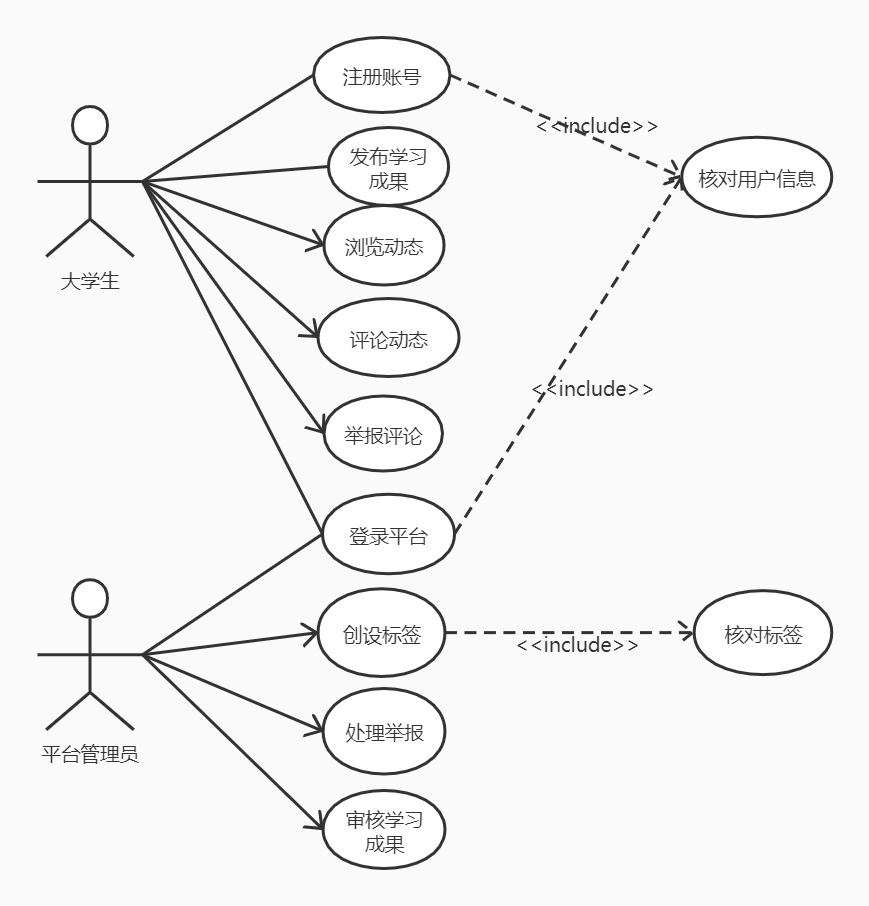 注册账号
<<include>>
发布学习
成果
核对用户信息
浏览动态
大学生
评论动态
<<include>>
举报评论
登录平台
创设标签
<<include>>
核对标签
处理举报
平台管理员
审核学习
成果